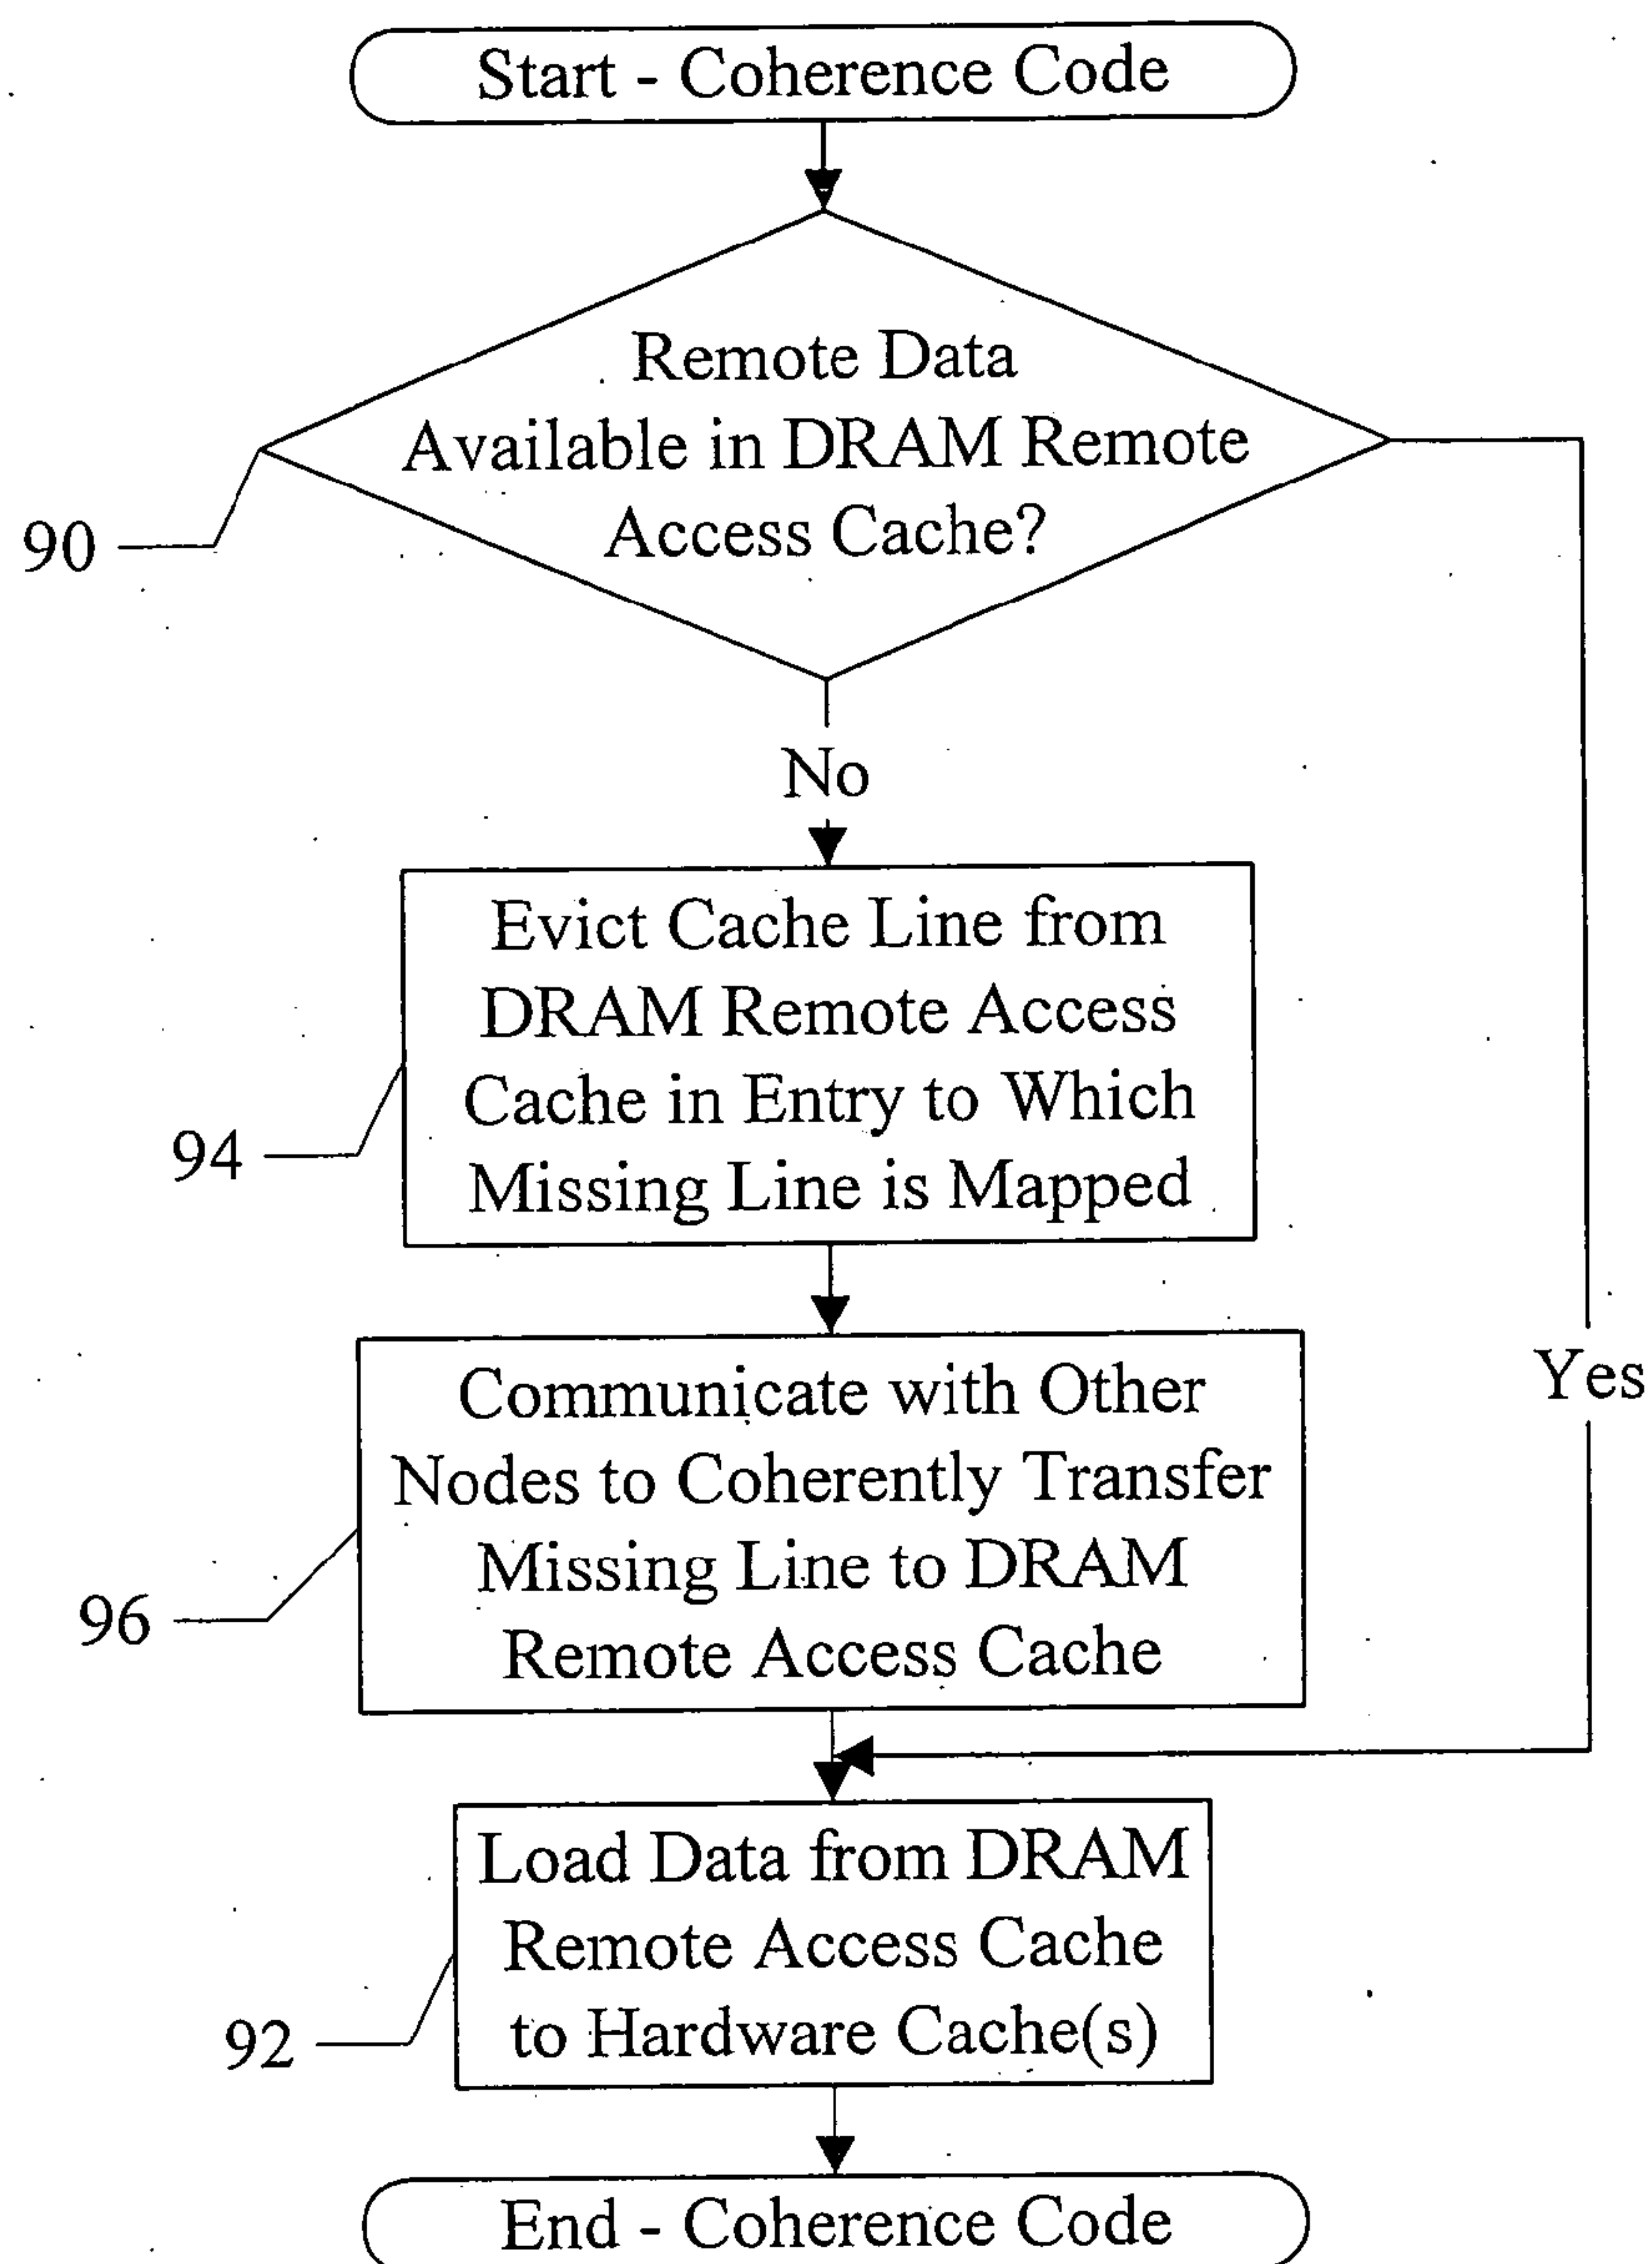 Start - Coherence Code
Remote Data
Available in DRAM Remote
Access Cache?
90
No
Evict Cache Line from
DRAM Remote Access
Cache in Entry to Which
Missing Line is Mapped
94
Communicate with Other
Nodes to Coherently Transfer
Missing Line to DRAM
Remote Access Cache
96
Yes
Load Data from DRAM
Remote Access Cache
to Hardware Cache(s)
92
End - Coherence Code